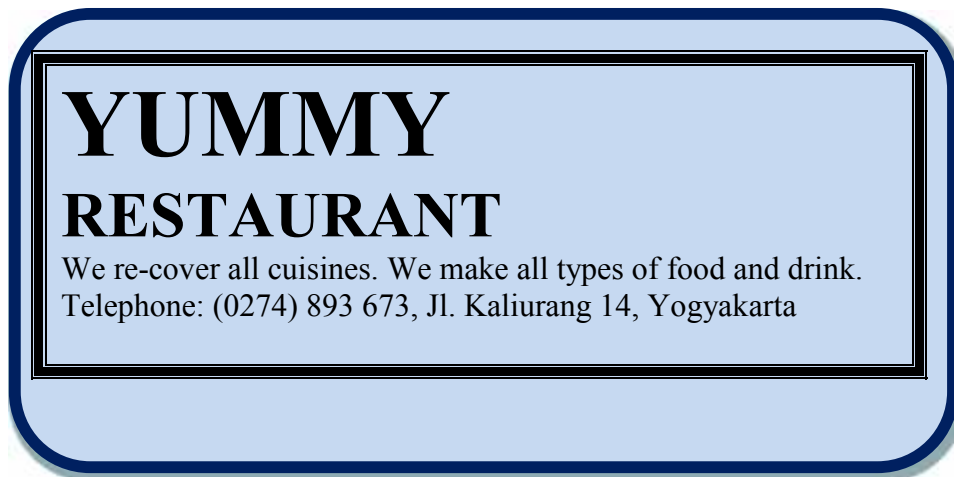 YUMMY
RESTAURANT
We re-cover all cuisines. We make all types of food and drink.
Telephone: (0274) 893 673, Jl. Kaliurang 14, Yogyakarta